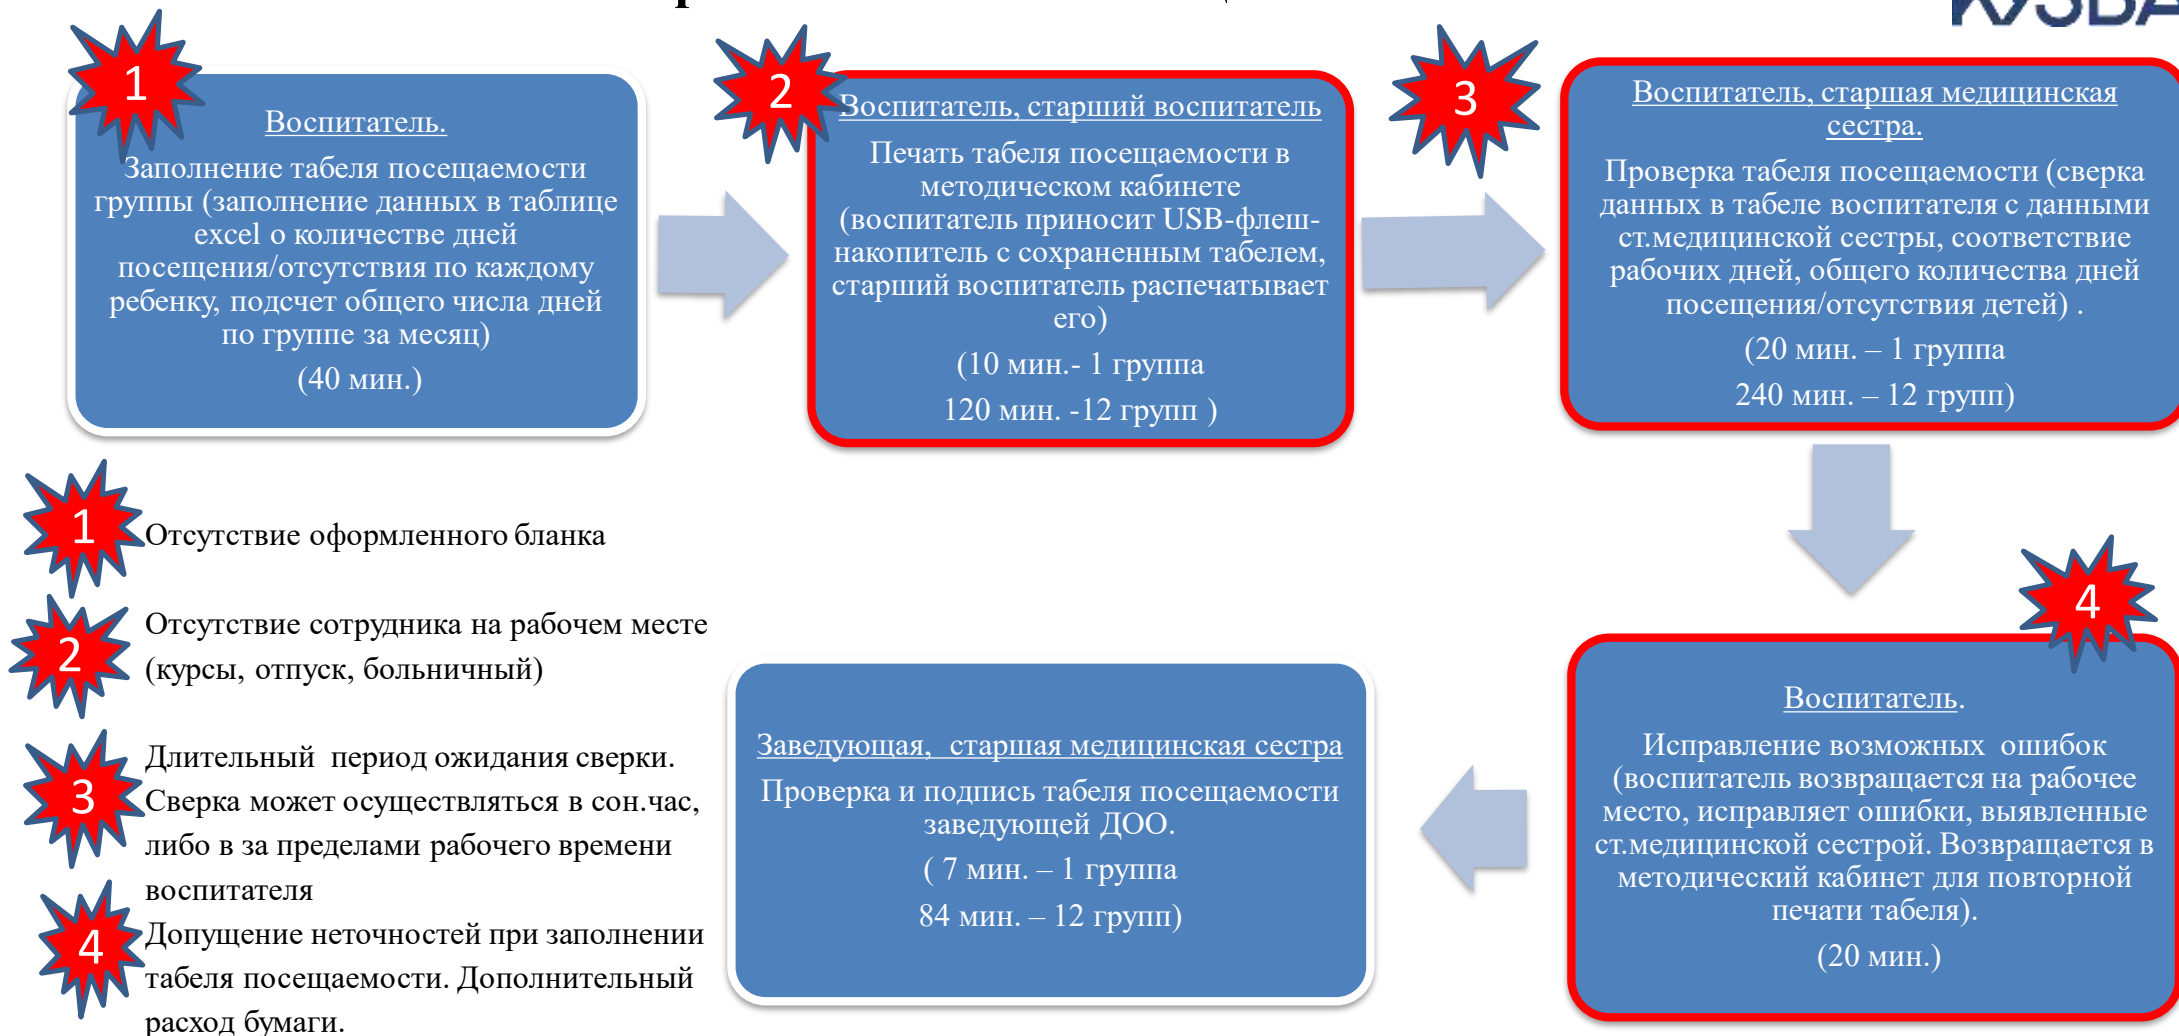 1
Воспитатель.
Заполнение табеля посещаемости
группы (заполнение данных в таблице
excel о количестве дней
посещения/отсутствия по каждому
ребенку, подсчет общего числа дней
по группе за месяц)
(40 мин.)
2
Воспитатель, старший воспитатель
Печать табеля посещаемости в
методическом кабинете
(воспитатель приносит USB-флеш-
накопитель с сохраненным табелем,
старший воспитатель распечатывает
его)
(10 мин.- 1 группа
120 мин. -12 групп )
3
Воспитатель, старшая медицинская
сестра.
Проверка табеля посещаемости (сверка
данных в табеле воспитателя с данными
ст.медицинской сестры, соответствие
рабочих дней, общего количества дней
посещения/отсутствия детей) .
(20 мин. – 1 группа
240 мин. – 12 групп)
4
Воспитатель.
Исправление возможных ошибок
(воспитатель возвращается на рабочее
место, исправляет ошибки, выявленные
ст.медицинской сестрой. Возвращается в
методический кабинет для повторной
печати табеля).
(20 мин.)
Заведующая, старшая медицинская сестра
Проверка и подпись табеля посещаемости
заведующей ДОО.
( 7 мин. – 1 группа
84 мин. – 12 групп)
1
Отсутствие оформленного бланка
2
Отсутствие сотрудника на рабочем месте
(курсы, отпуск, больничный)
3
Длительный период ожидания сверки.
Сверка может осуществляться в сон.час,
либо в за пределами рабочего времени
воспитателя
4
Допущение неточностей при заполнении
табеля посещаемости. Дополнительный
расход бумаги.